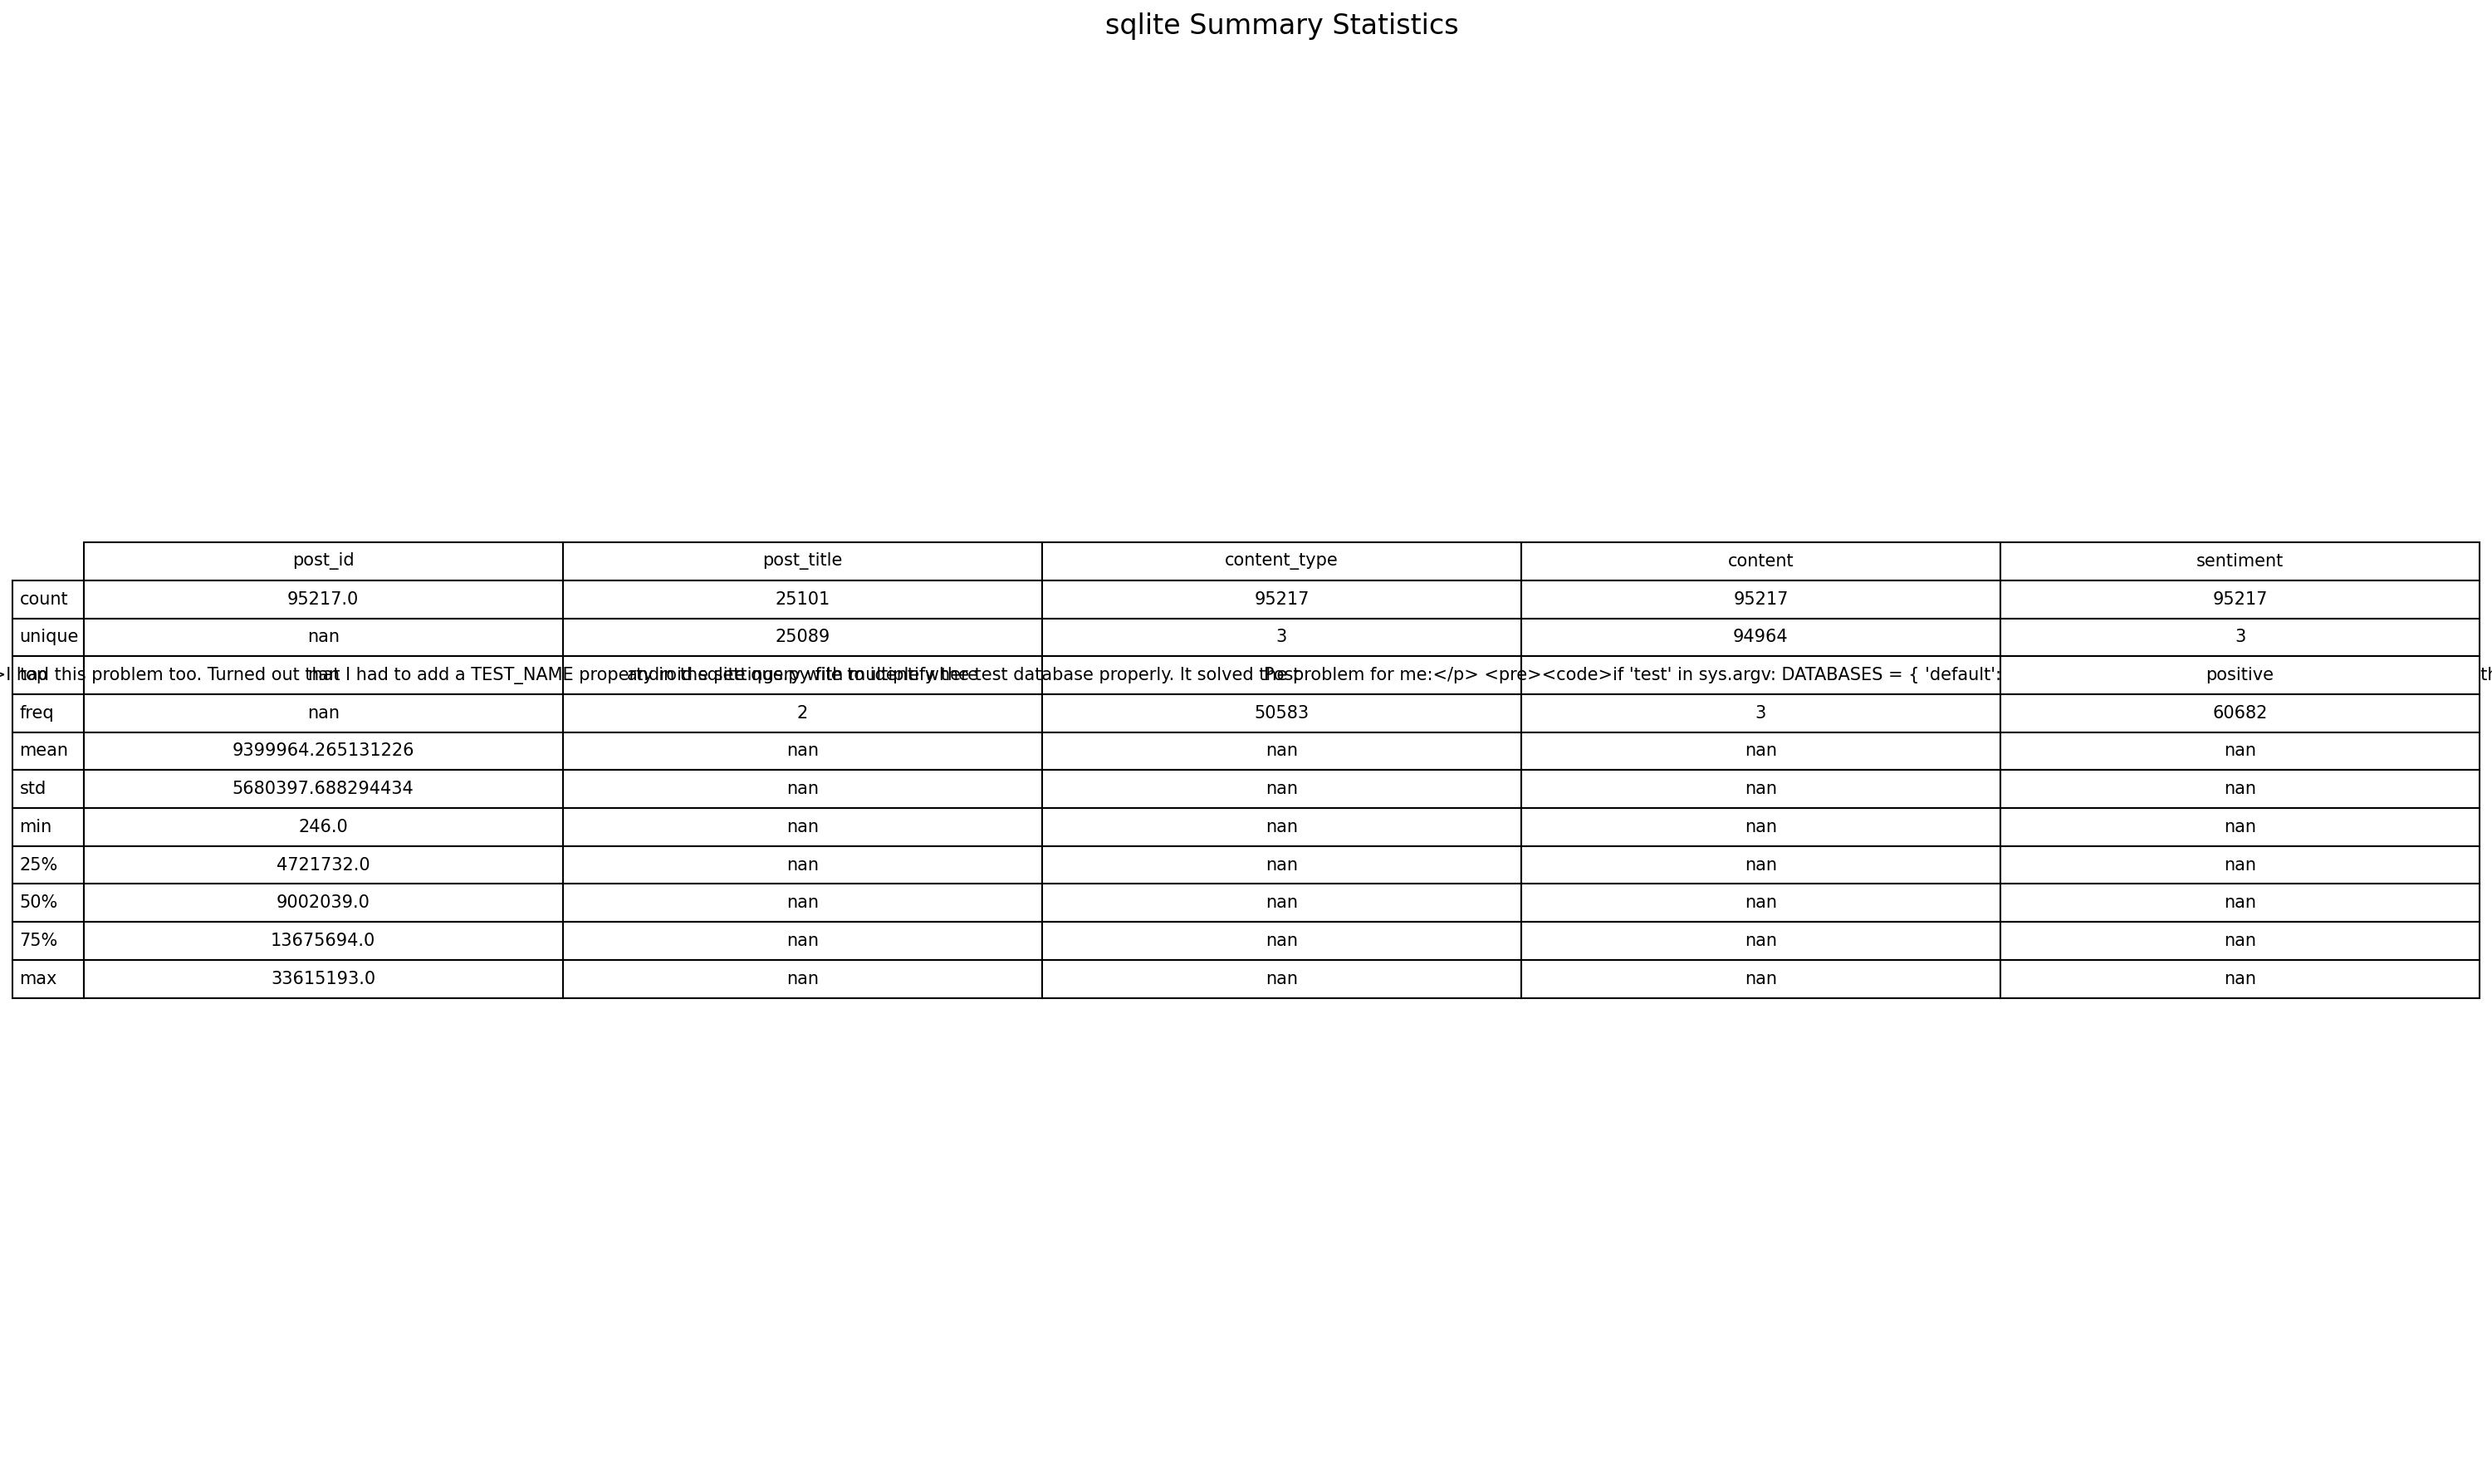 sqlite Summary Statistics
post_id post_title content_type content sentiment
count 95217.0 25101 95217 95217 95217
unique nan 25089 3 94964 3
top nan android sqlite query with multiple where Post >I had this problem too. Turned out that I had to add a TEST_NAME property in the settings.py file to identify the test database properly. It solved the problem for me:</p> <pre><code>if 'test' in sys.argv: DATABASES = { 'default': positive
freq nan 2 50583 3 60682
mean 9399964.265131226 nan nan nan nan
std 5680397.688294434 nan nan nan nan
min 246.0 nan nan nan nan
25% 4721732.0 nan nan nan nan
50% 9002039.0 nan nan nan nan
75% 13675694.0 nan nan nan nan
max 33615193.0 nan nan nan nan